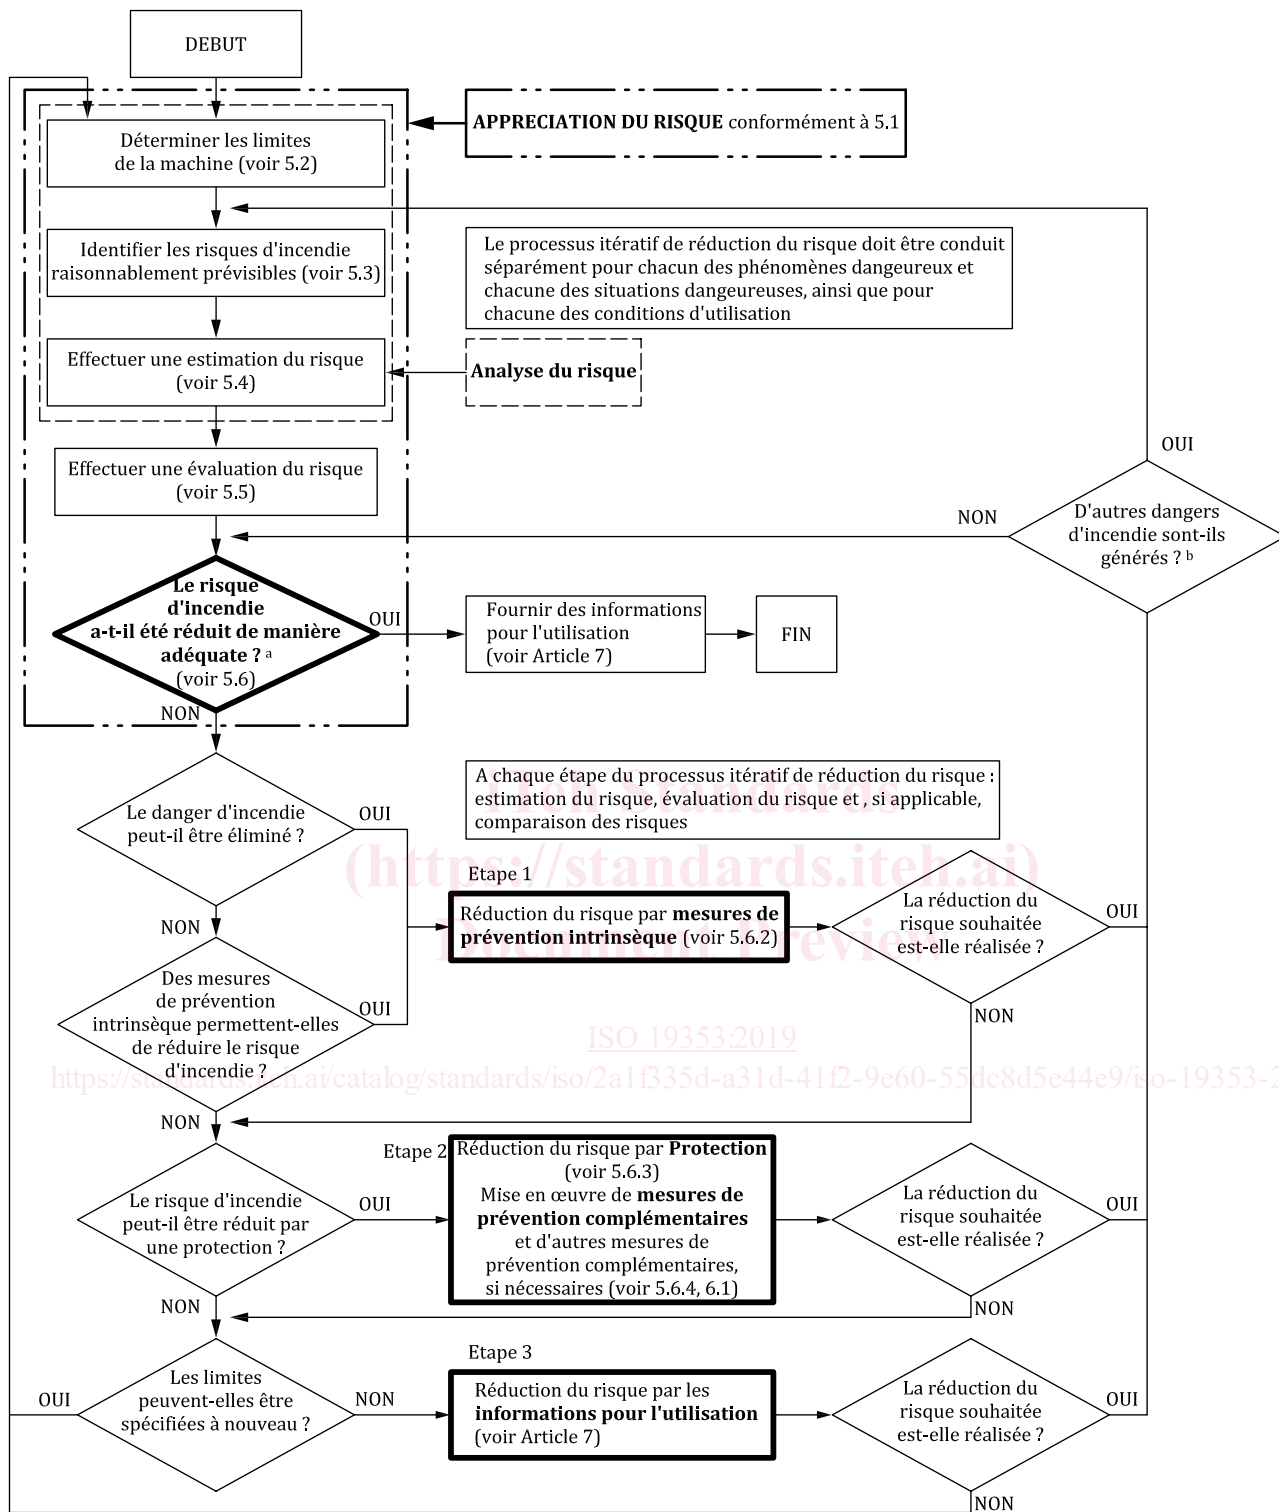 DEBUT
APPRECIATION DU RISQUE conformément à 5.1
Déterminer les limites
de la machine (voir 5.2)
Identifier les risques d'incendie
raisonnablement prévisibles (voir 5.3)
Le processus itératif de réduction du risque doit être conduit
séparément pour chacun des phénomènes dangeureux et
chacune des situations dangeureuses, ainsi que pour
chacune des conditions d'utilisation
Effectuer une estimation du risque
(voir 5.4)
Analyse du risque
OUI
Effectuer une évaluation du risque
(voir 5.5)
NON
D'autres dangers
d'incendie sont-ils
générés ? b
Le risque
d'incendie
a-t-il été réduit de manière
adéquate ? a
(voir 5.6)
OUI
Fournir des informations
pour l'utilisation
(voir Article 7)
FIN
NON
Le danger d'incendie
peut-il être éliminé ?
OUI
A chaque étape du processus itératif de réduction du risque :
estimation du risque, évaluation du risque et , si applicable,
comparaison des risques
iTeh Standards
(https://standards.iteh.ai)
Document Preview
Etape 1
Réduction du risque par mesures de
prévention intrinsèque (voir 5.6.2)
La réduction du
risque souhaitée
est-elle réalisée ?
OUI
NON
Des mesures
de prévention
intrinsèque permettent-elles
de réduire le risque
d'incendie ?
OUI
NON
ISO 19353:2019
https://standards.iteh.ai/catalog/standards/iso/2a1f335d-a31d-41f2-9e60-55dc8d5e44e9/iso-19353-2
NON
Etape 2
Réduction du risque par Protection
(voir 5.6.3)
Mise en œuvre de mesures de
prévention complémentaires
et d'autres mesures de
prévention complémentaires,
si nécessaires (voir 5.6.4, 6.1)
Le risque d'incendie
peut-il être réduit par
une protection ?
OUI
La réduction du
risque souhaitée
est-elle réalisée ?
OUI
NON
NON
Etape 3
Les limites
peuvent-elles être
spécifiées à nouveau ?
OUI
NON
Réduction du risque par les
informations pour l'utilisation
(voir Article 7)
La réduction du
risque souhaitée
est-elle réalisée ?
OUI
NON